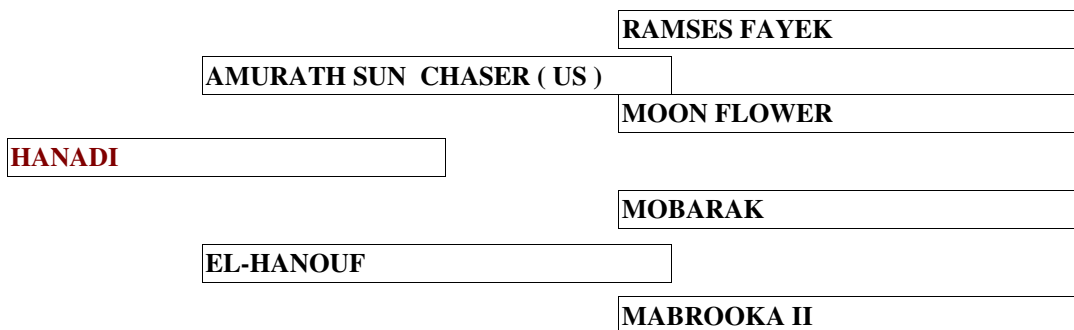 RAMSES FAYEK
AMURATH SUN CHASER ( US )
MOON FLOWER
HANADI
MOBARAK
EL-HANOUF
MABROOKA II